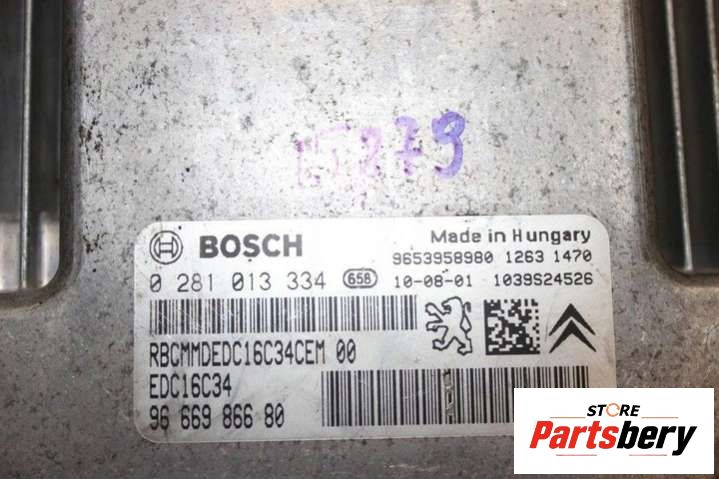 BOSCH
Made in Hungary
9653958980 1263 1470
0 281 013 334 658 10-08-01 1039S24526
RBCMMDEDC16C34CEM 00
EDC16C34
96 669 866 80
STORE
Partsbery